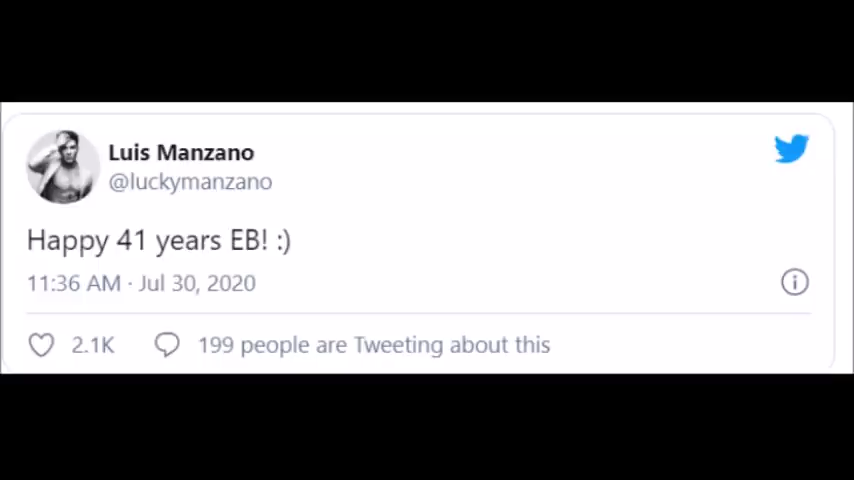 Luis Manzano
@luckymanzano
Happy 41 years EB! :)
11:36 AM · Jul 30, 2020
2.1K 199 people are Tweeting about this